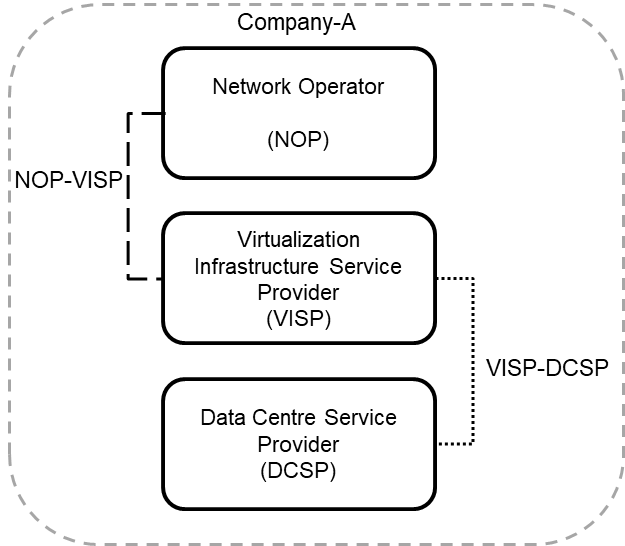 Company-A
Network Operator
(NOP)
NOP-VISP
Virtualization
Infrastructure Service
Provider
(VISP)
VISP-DCSP
Data Centre Service
Provider
(DCSP)